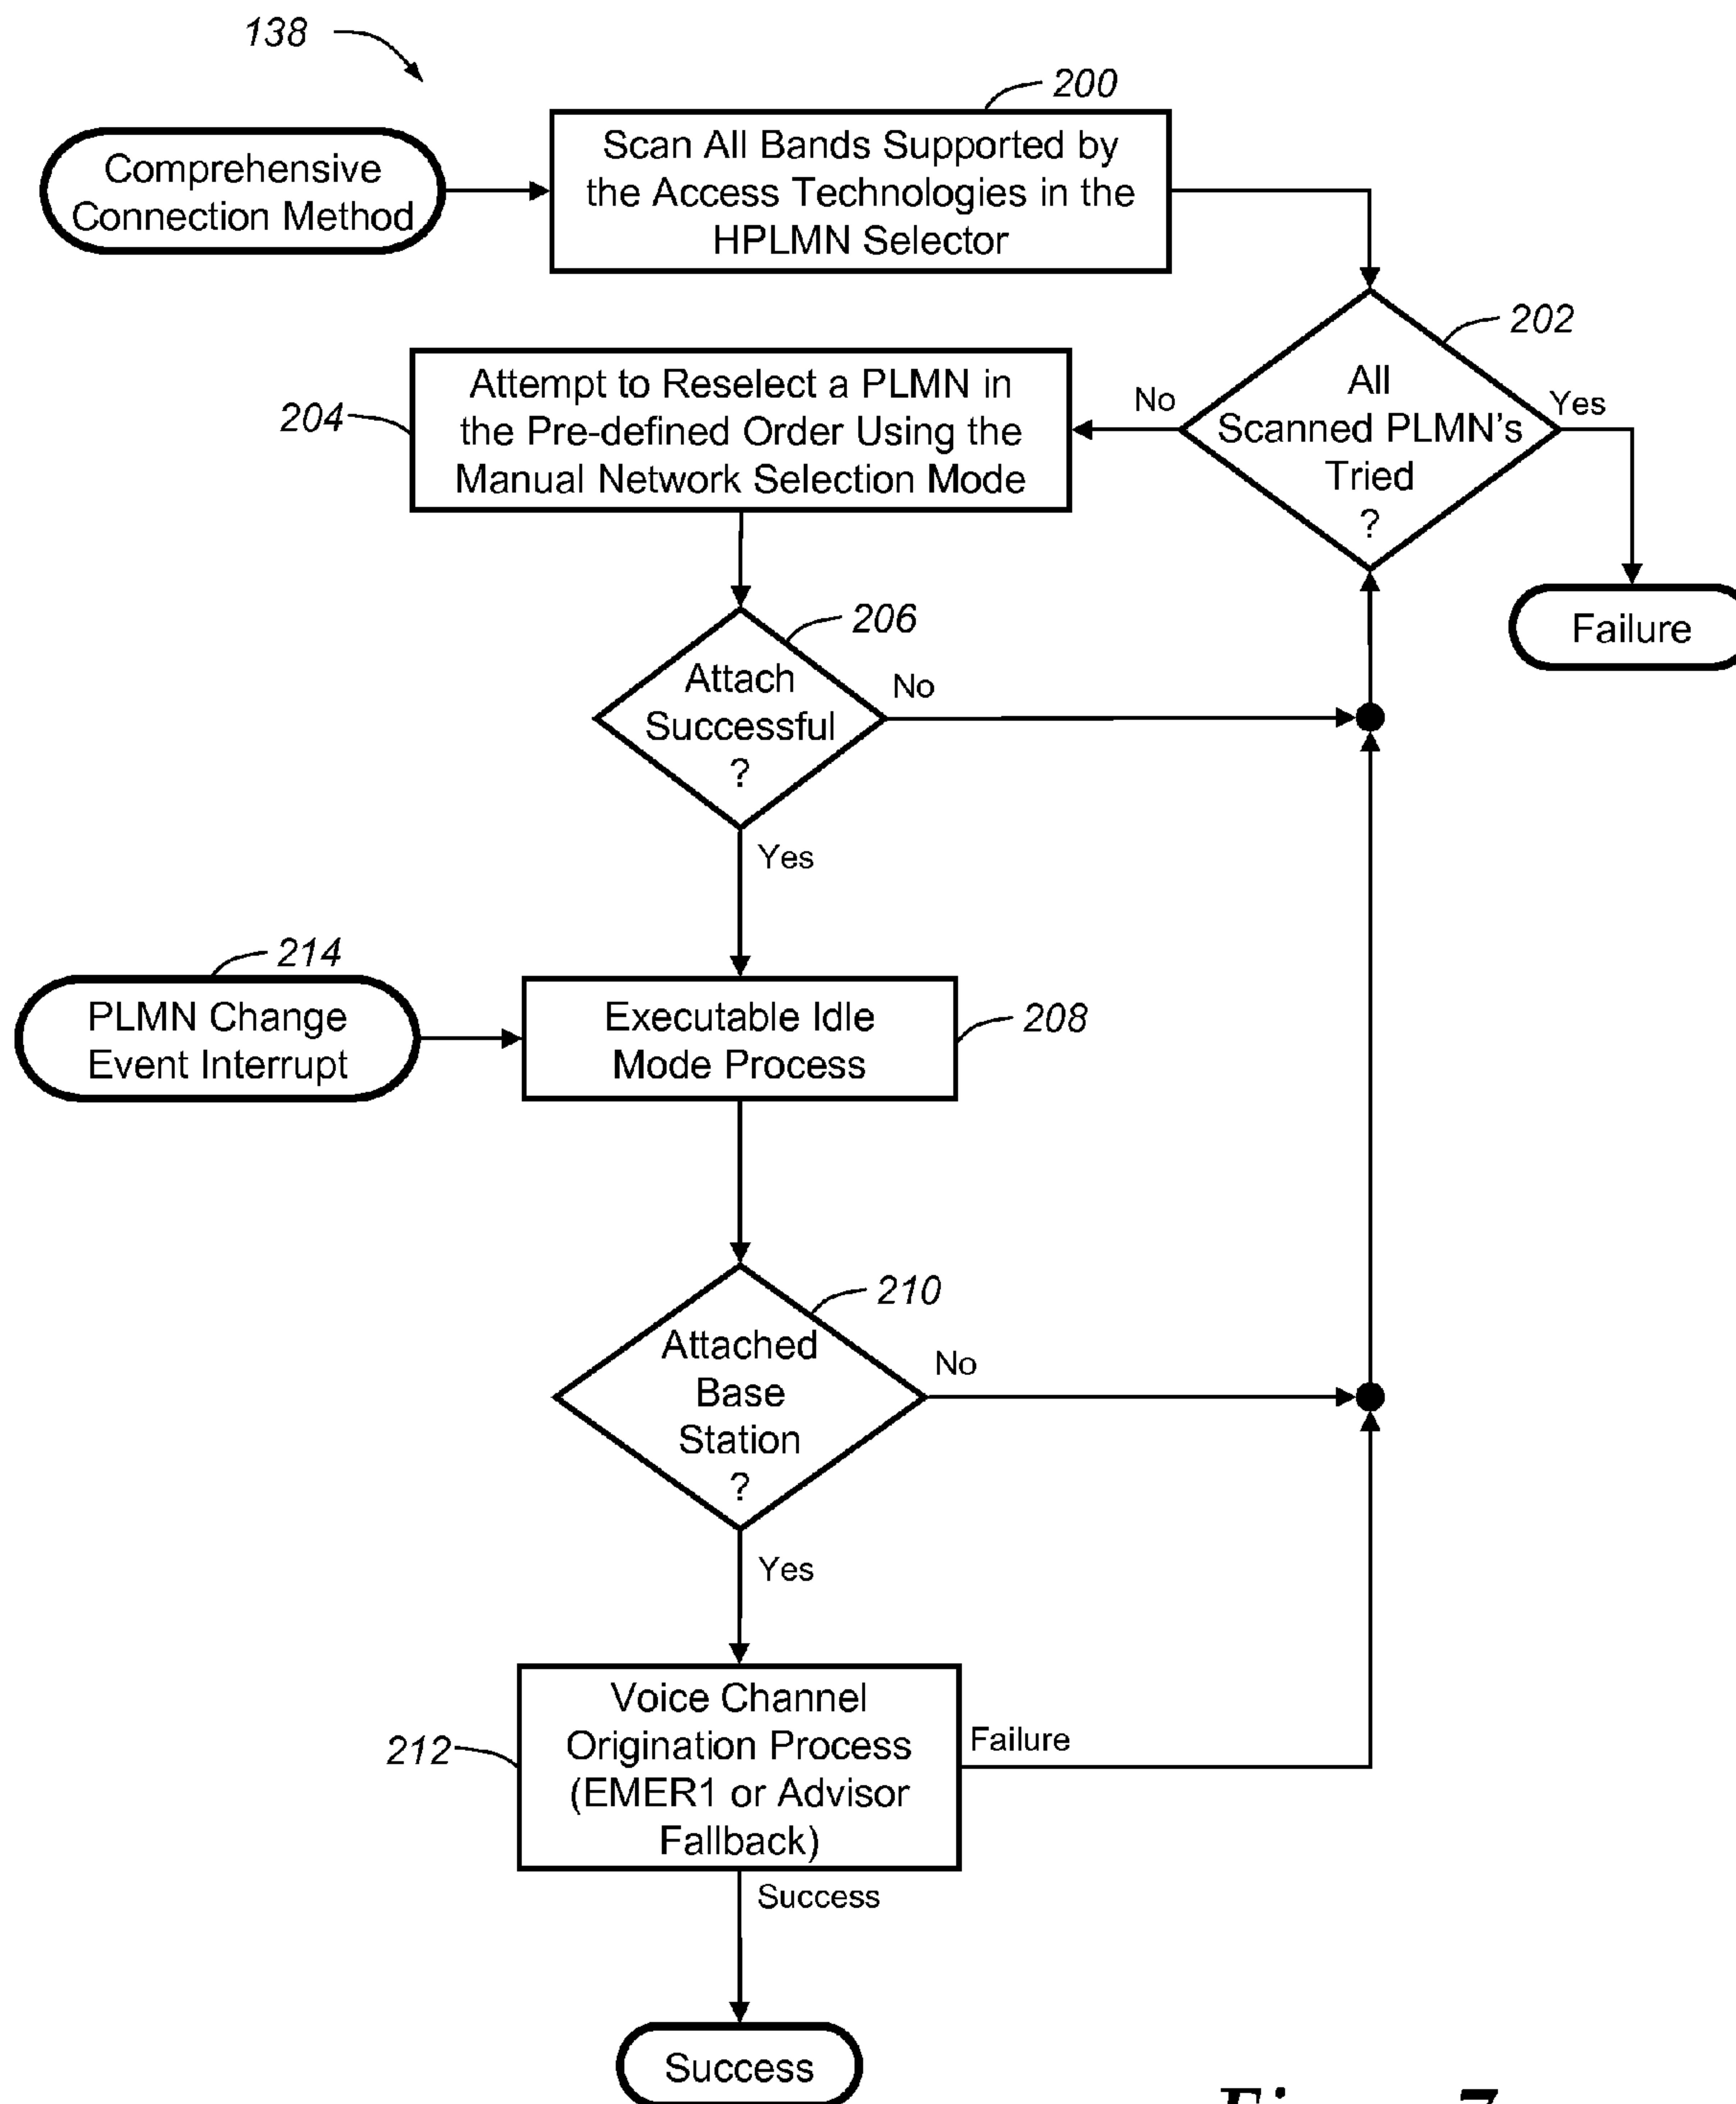 138
200
Comprehensive
Connection Method
Scan All Bands Supported by
the Access Technologies in the
HPLMN Selector
202
All
Scanned PLMN's
Tried
?
No
Yes
204
Attempt to Reselect a PLMN in
the Pre-defined Order Using the
Manual Network Selection Mode
Failure
206
Attach
Successful
?
No
Yes
214
PLMN Change
Event Interrupt
Executable Idle
Mode Process
208
210
Attached
Base
Station
?
No
Yes
212
Voice Channel
Origination Process
(EMER1 or Advisor
Fallback)
Failure
Success
Success